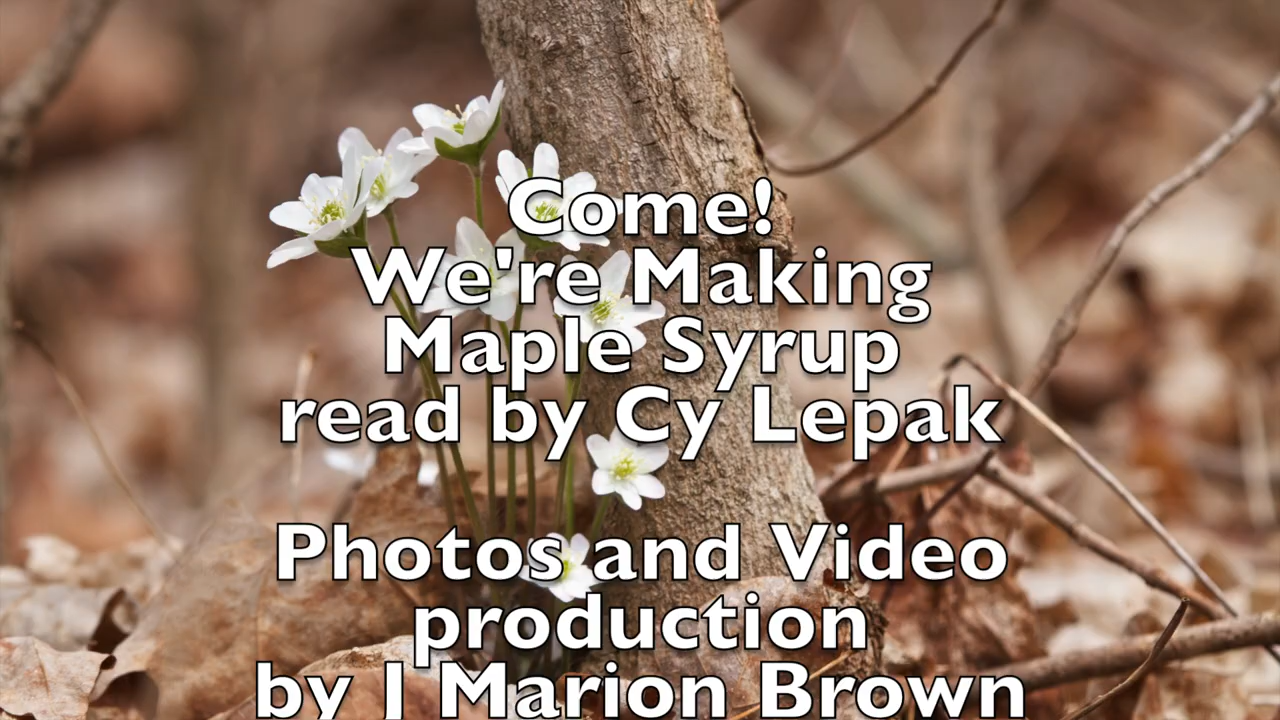 Come!
We're Making
Maple Syrup
read by Cy Lepak
Photos and Video
production
by J Marion Brown